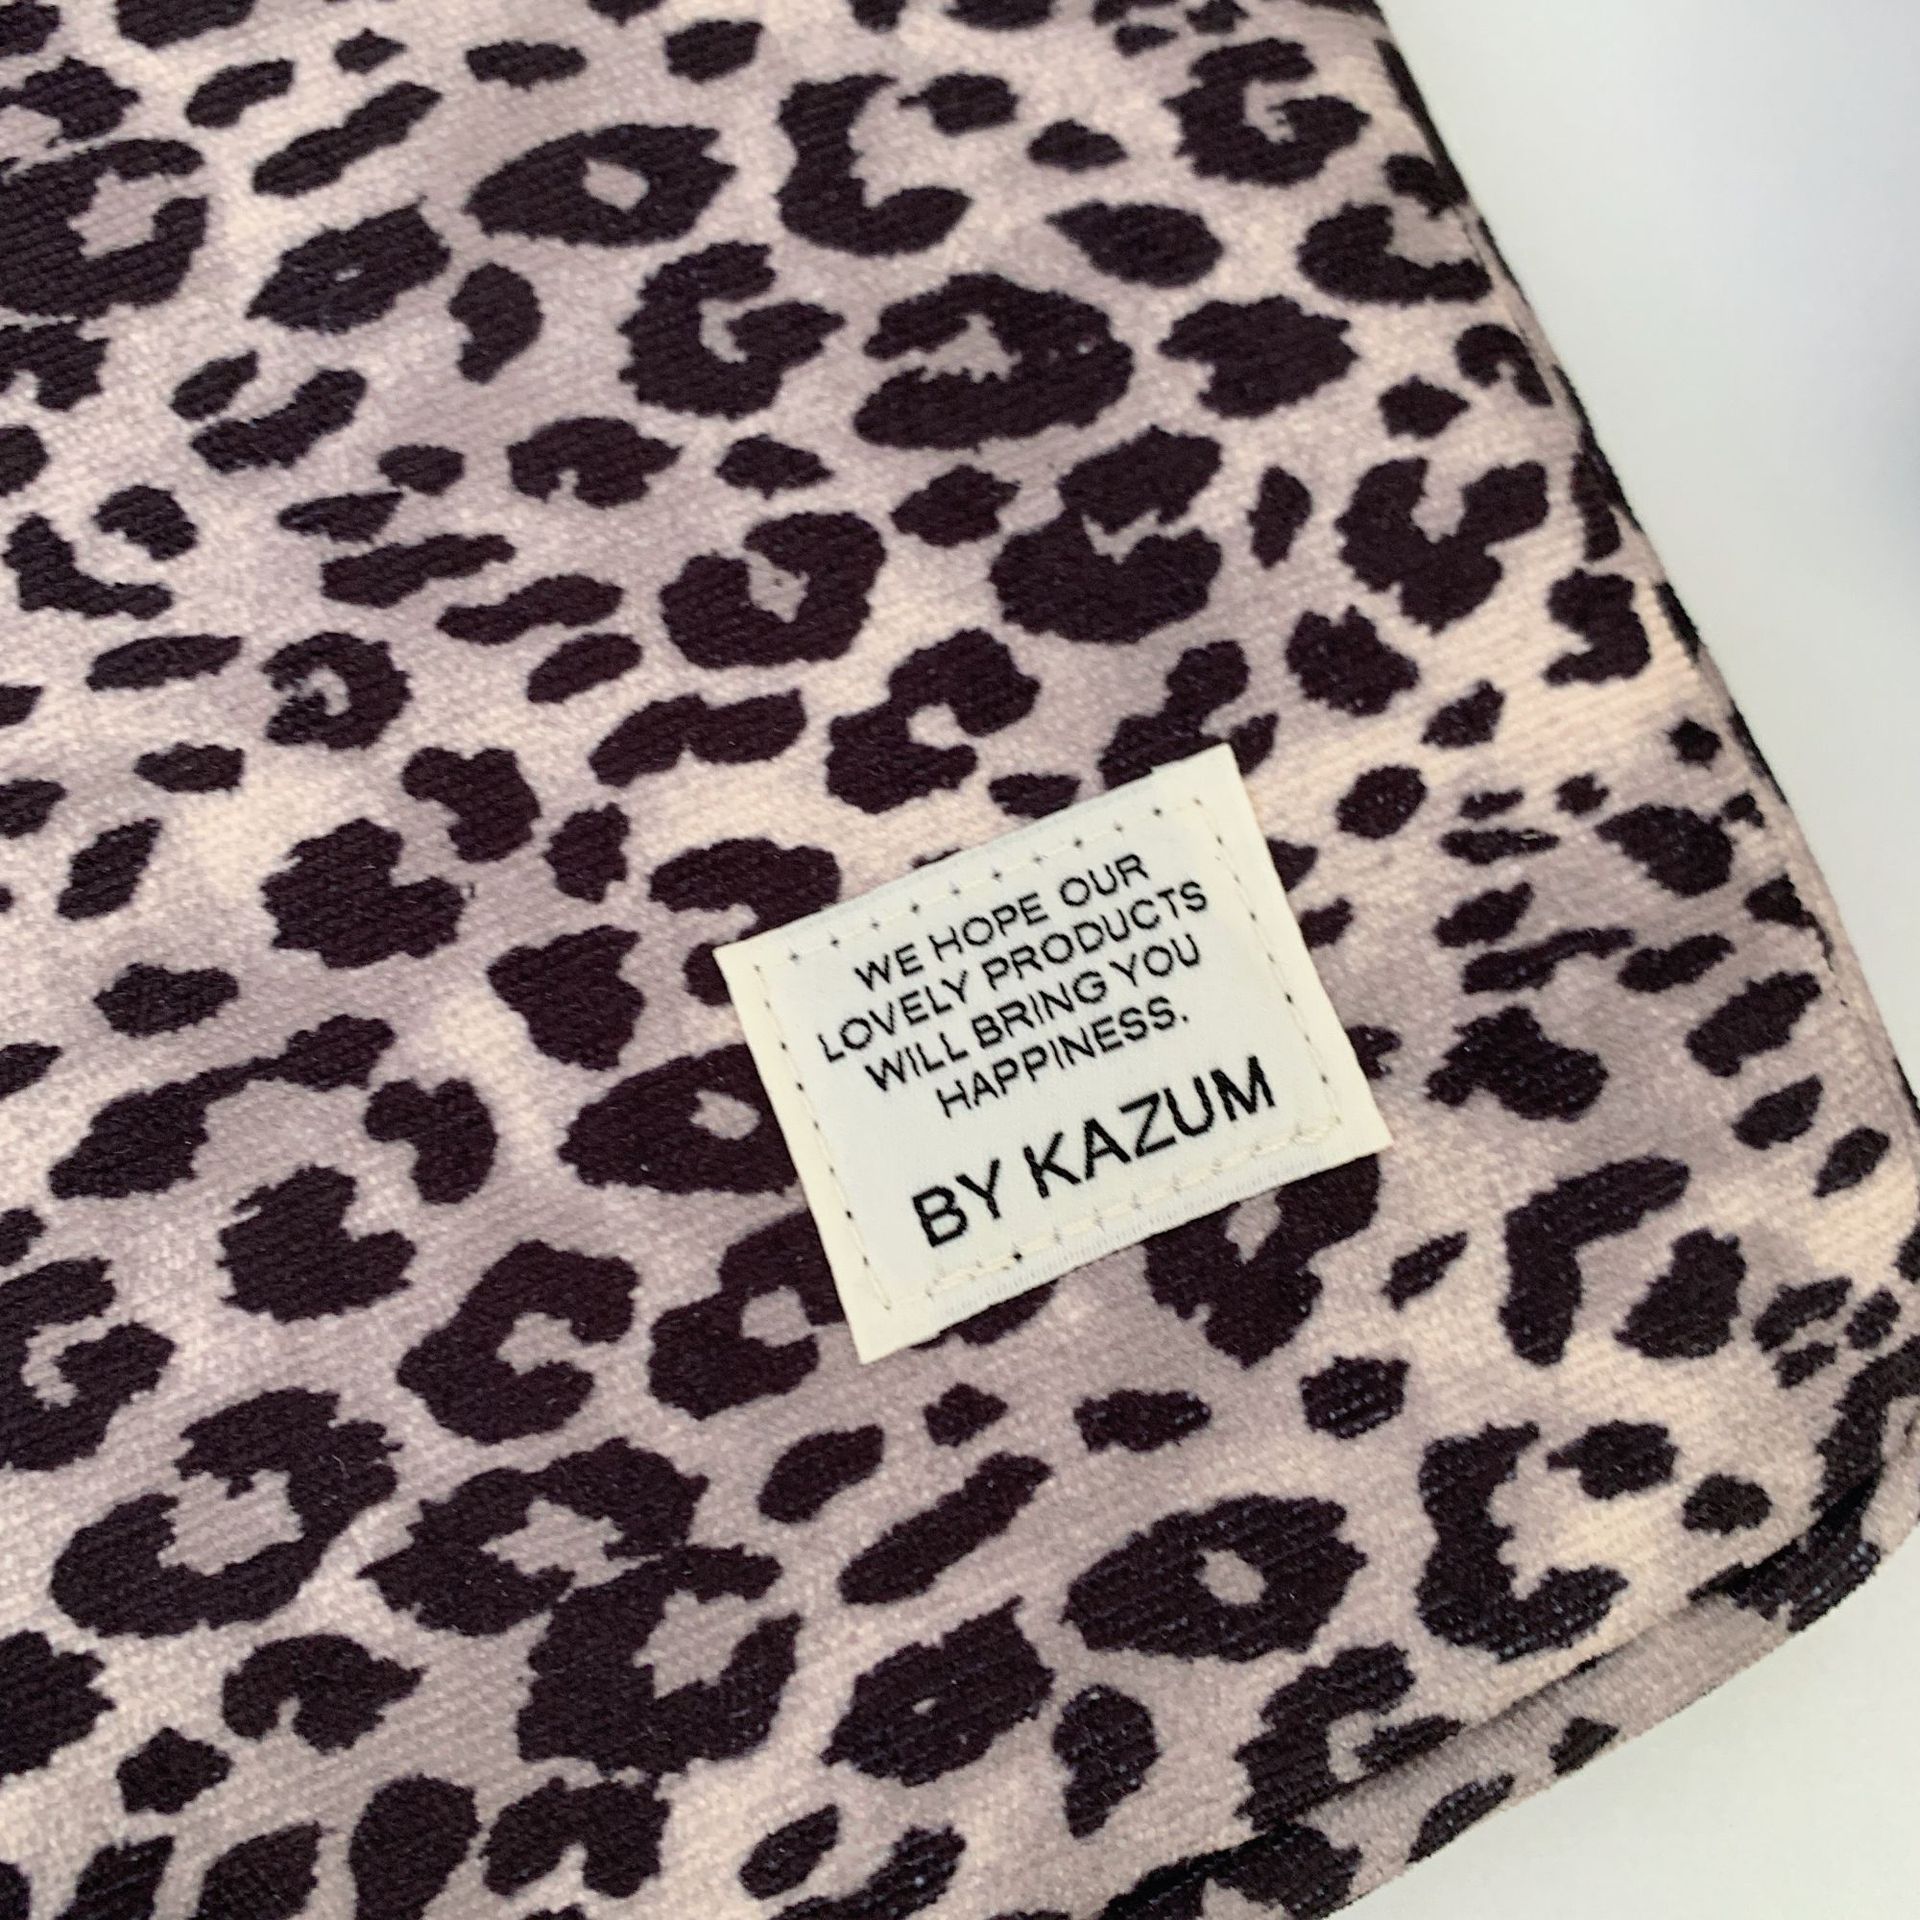 WE HOPE OUR
LOVELY PRODUCTS
WILL BRING YOU
HAPPINESS.
BY KAZUM